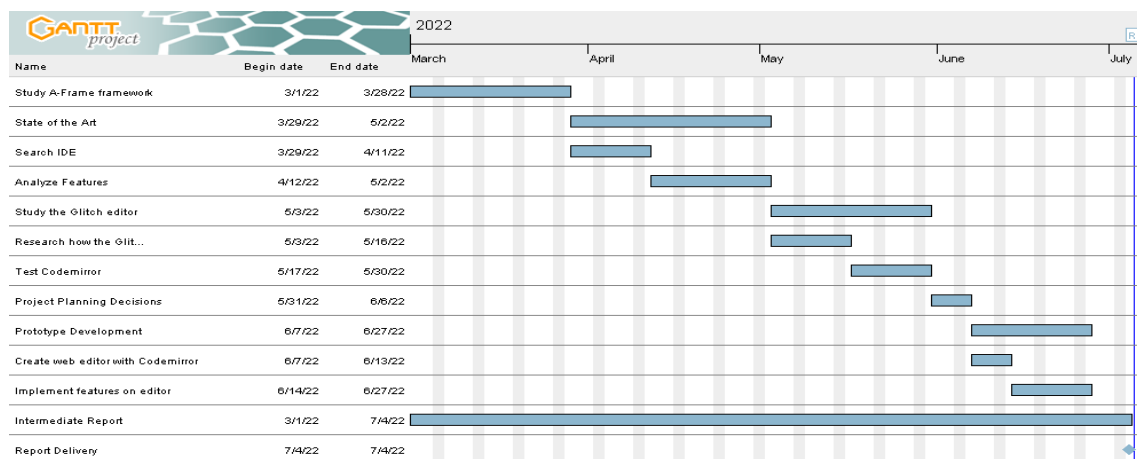 GANTT
project
2022
R
March April May June July
Name Begin date End date
Study A-Frame framework 3/1/22 3/28/22
State of the Art 3/29/22 5/2/22
Search IDE 3/29/22 4/11/22
Analyze Features 4/12/22 5/2/22
Study the Glitch editor 5/3/22 5/30/22
Research how the Glit... 5/3/22 5/16/22
Test Codemirror 5/17/22 5/30/22
Project Planning Decisions 5/31/22 6/6/22
Prototype Development 6/7/22 6/27/22
Create web editor with Codemirror 6/7/22 6/13/22
Implement features on editor 6/14/22 6/27/22
Intermediate Report 3/1/22 7/4/22
Report Delivery 7/4/22 7/4/22